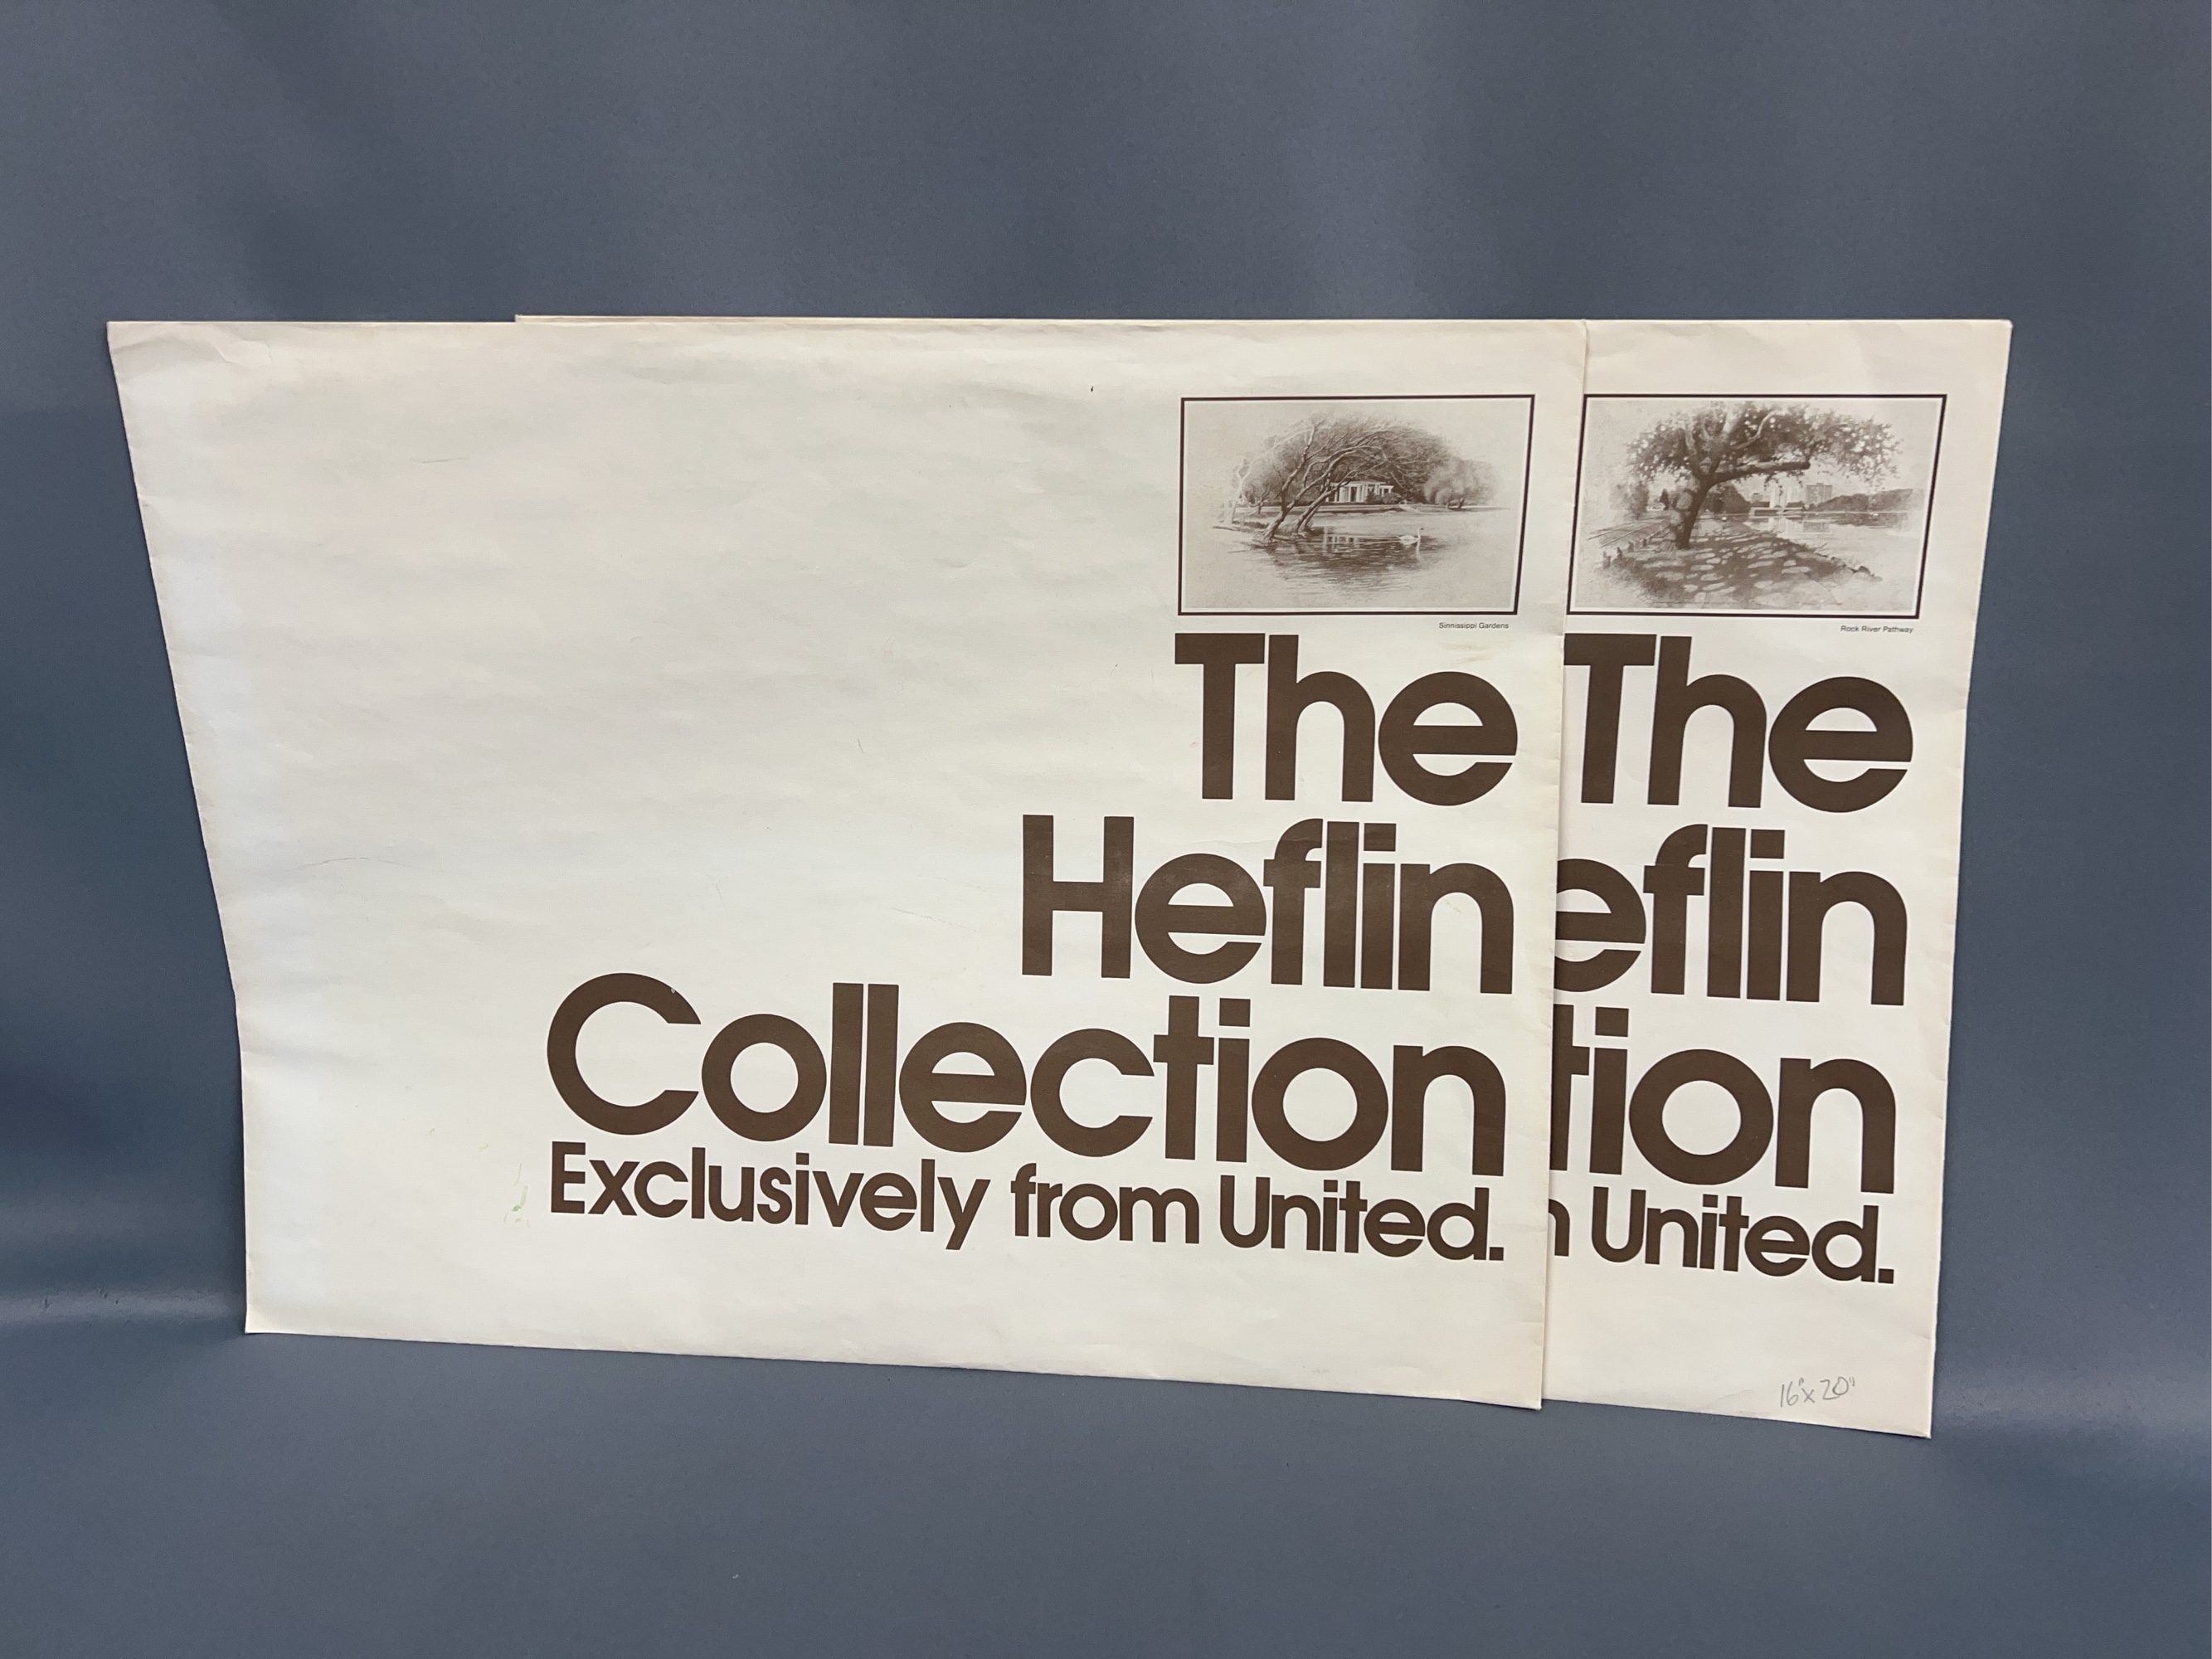 Sinnissippi Gardens
The
Heflin
Collection
Exclusively from United.
Rock River Pathway
The
eflin
tion
n United.
16"x20"